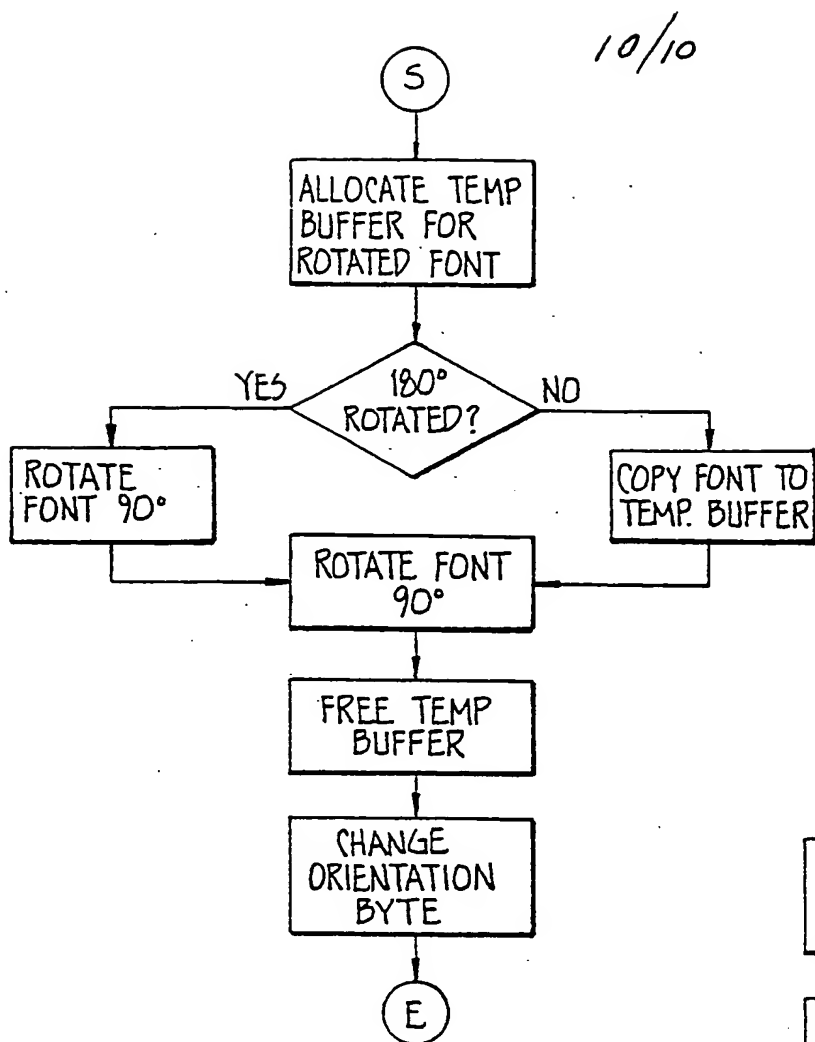 10/10
S
ALLOCATE TEMP
BUFFER FOR
ROTATED FONT
180°
ROTATED?
YES
NO
ROTATE
FONT 90°
COPY FONT TO
TEMP. BUFFER
ROTATE FONT
90°
FREE TEMP
BUFFER
CHANGE
ORIENTATION
BYTE
E